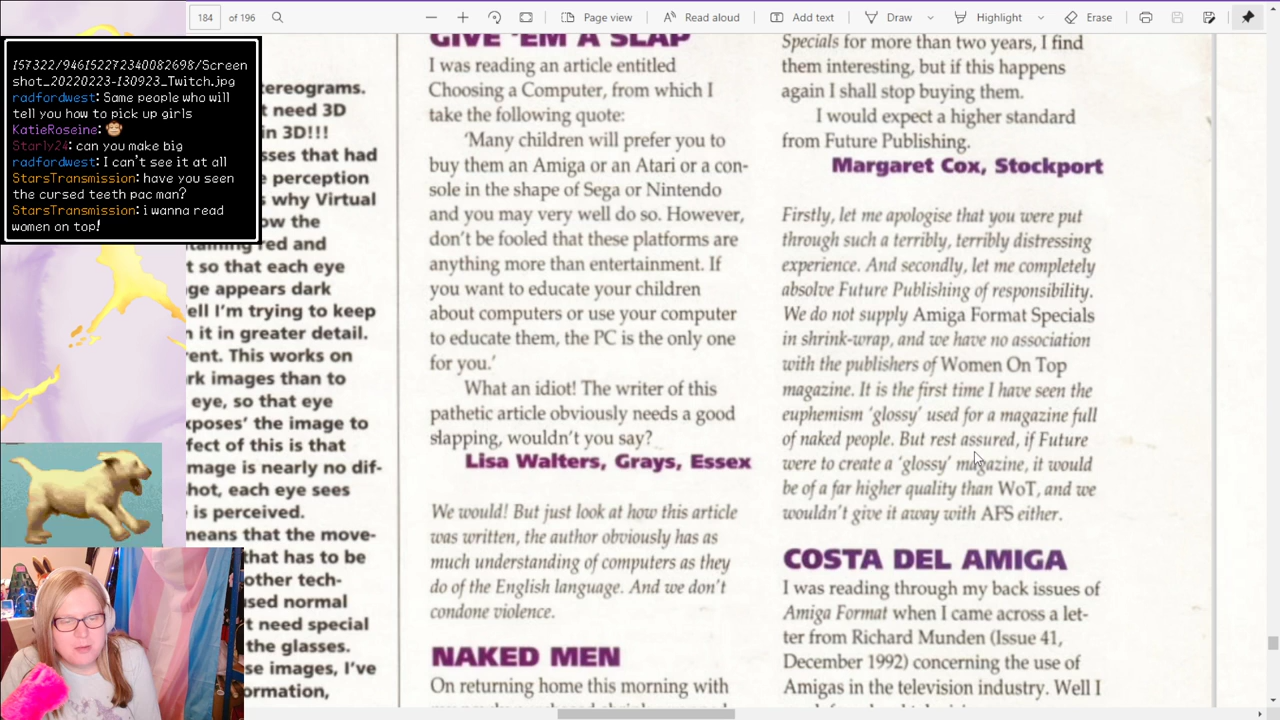 184 of 196
Page view
Read aloud
Add text
Draw
Highlight
Erase
157322/946152272340082698/Screen
shot_20220223-130923_Twitch.jpg
radfordwest: Some people who will
tell you how to pick up girls
KatieRoseine:
Starly24: can you make big
radfordwest: I can't see it at all
StarsTransmission: have you seen
the cursed teeth pac man?
StarsTransmission: i wanna read
women on top!
tereograms.
t need 3D
in 3D!!!
sses that had
e perception
s why Virtual
ow the
taining red and
t so that each eye
ge appears dark
ell I'm trying to keep
n it in greater detail.
rent. This works on
rk images than to
eye, so that eye
xposes' the image to
fect of this is that
mage is nearly no dif-
hot, each eye sees
is perceived.
means that the move-
that has to be
other tech-
used normal
t need special
the glasses.
se images, I've
ormation,
GIVE 'EM A SLAP
I was reading an article entitled
Choosing a Computer, from which I
take the following quote:
'Many children will prefer you to
buy them an Amiga or an Atari or a con-
sole in the shape of Sega or Nintendo
and you may very well do so. However,
don't be fooled that these platforms are
anything more than entertainment. If
you want to educate your children
about computers or use your computer
to educate them, the PC is the only one
for you.'
What an idiot! The writer of this
pathetic article obviously needs a good
slapping, wouldn't you say?
Lisa Walters, Grays, Essex
We would! But just look at how this article
was written, the author obviously has as
much understanding of computers as they
do of the English language. And we don't
condone violence.
NAKED MEN
On returning home this morning with
Specials for more than two years, I find
them interesting, but if this happens
again I shall stop buying them.
I would expect a higher standard
from Future Publishing.
Margaret Cox, Stockport
Firstly, let me apologise that you were put
through such a terribly, terribly distressing
experience. And secondly, let me completely
absolve Future Publishing of responsibility.
We do not supply Amiga Format Specials
in shrink-wrap, and we have no association
with the publishers of Women On Top
magazine. It is the first time I have seen the
euphemism 'glossy' used for a magazine full
of naked people. But rest assured, if Future
were to create a 'glossy' magazine, it would
be of a far higher quality than WoT, and we
wouldn't give it away with AFS either.
COSTA DEL AMIGA
I was reading through my back issues of
Amiga Format when I came across a let-
ter from Richard Munden (Issue 41,
December 1992) concerning the use of
Amigas in the television industry. Well I